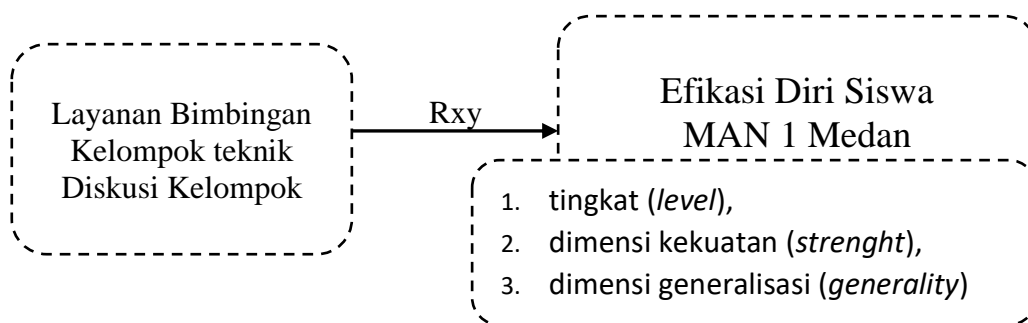 Layanan Bimbingan
Kelompok teknik
Diskusi Kelompok
Rxy
Efikasi Diri Siswa
MAN 1 Medan
1. tingkat (level),
2. dimensi kekuatan (strenght),
3. dimensi generalisasi (generality)